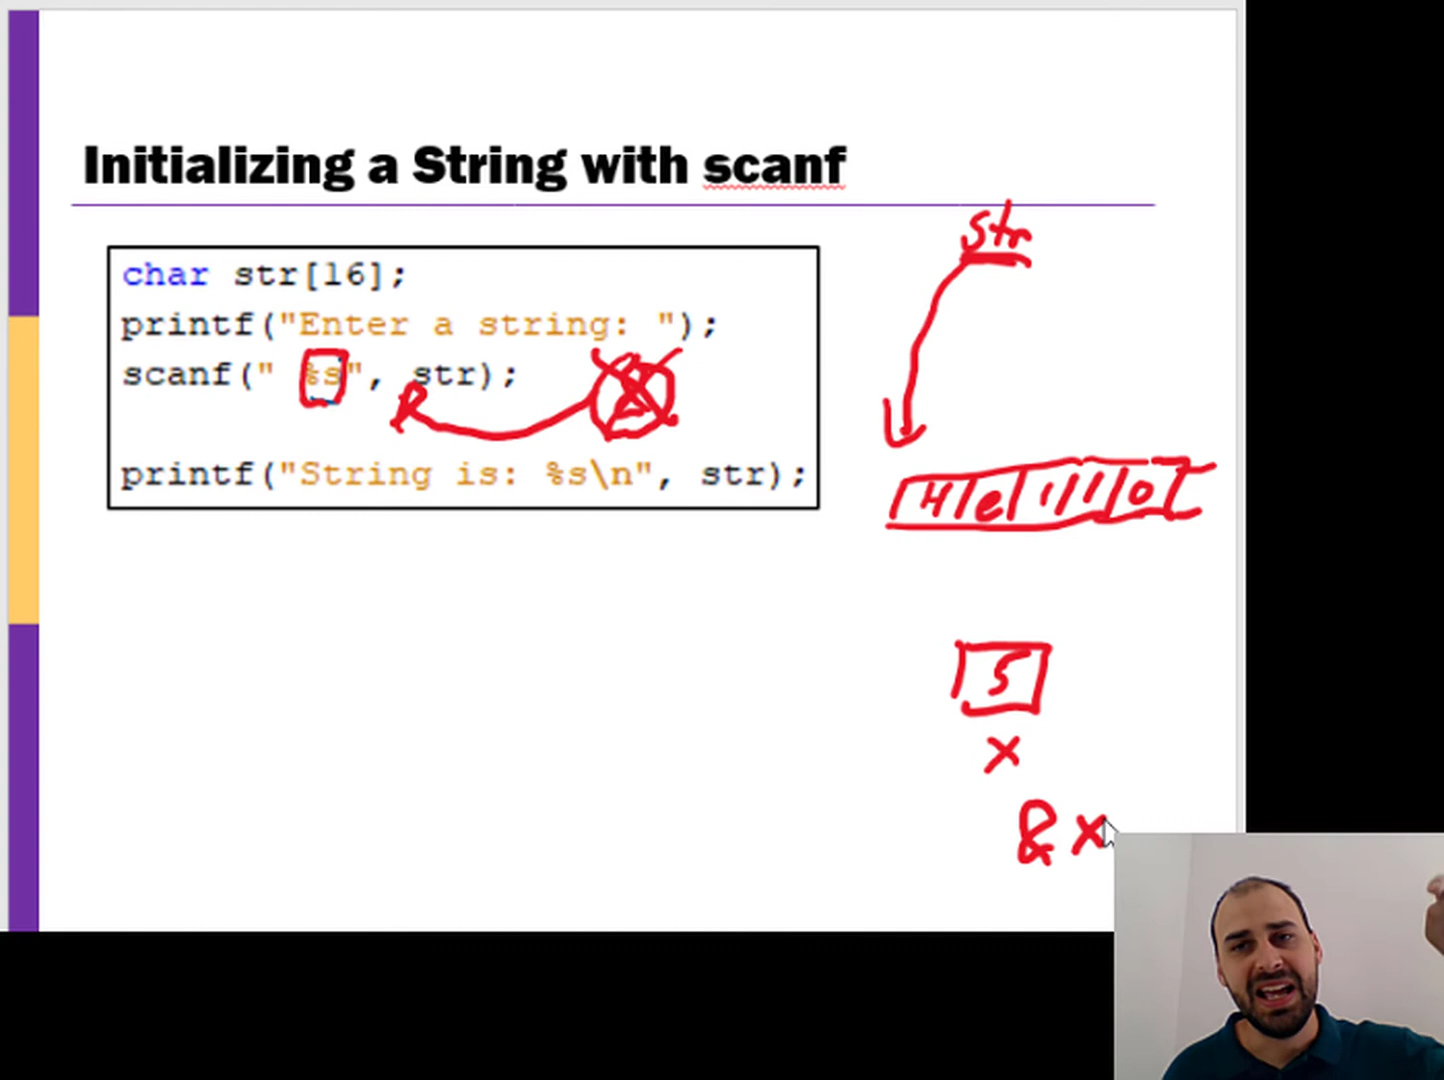 Initializing a String with scanf
char str[16];
printf("Enter a string: ");
scanf(" %s", str);
&
printf("String is: %s\n", str);
str
H e l l o
5
x
&x